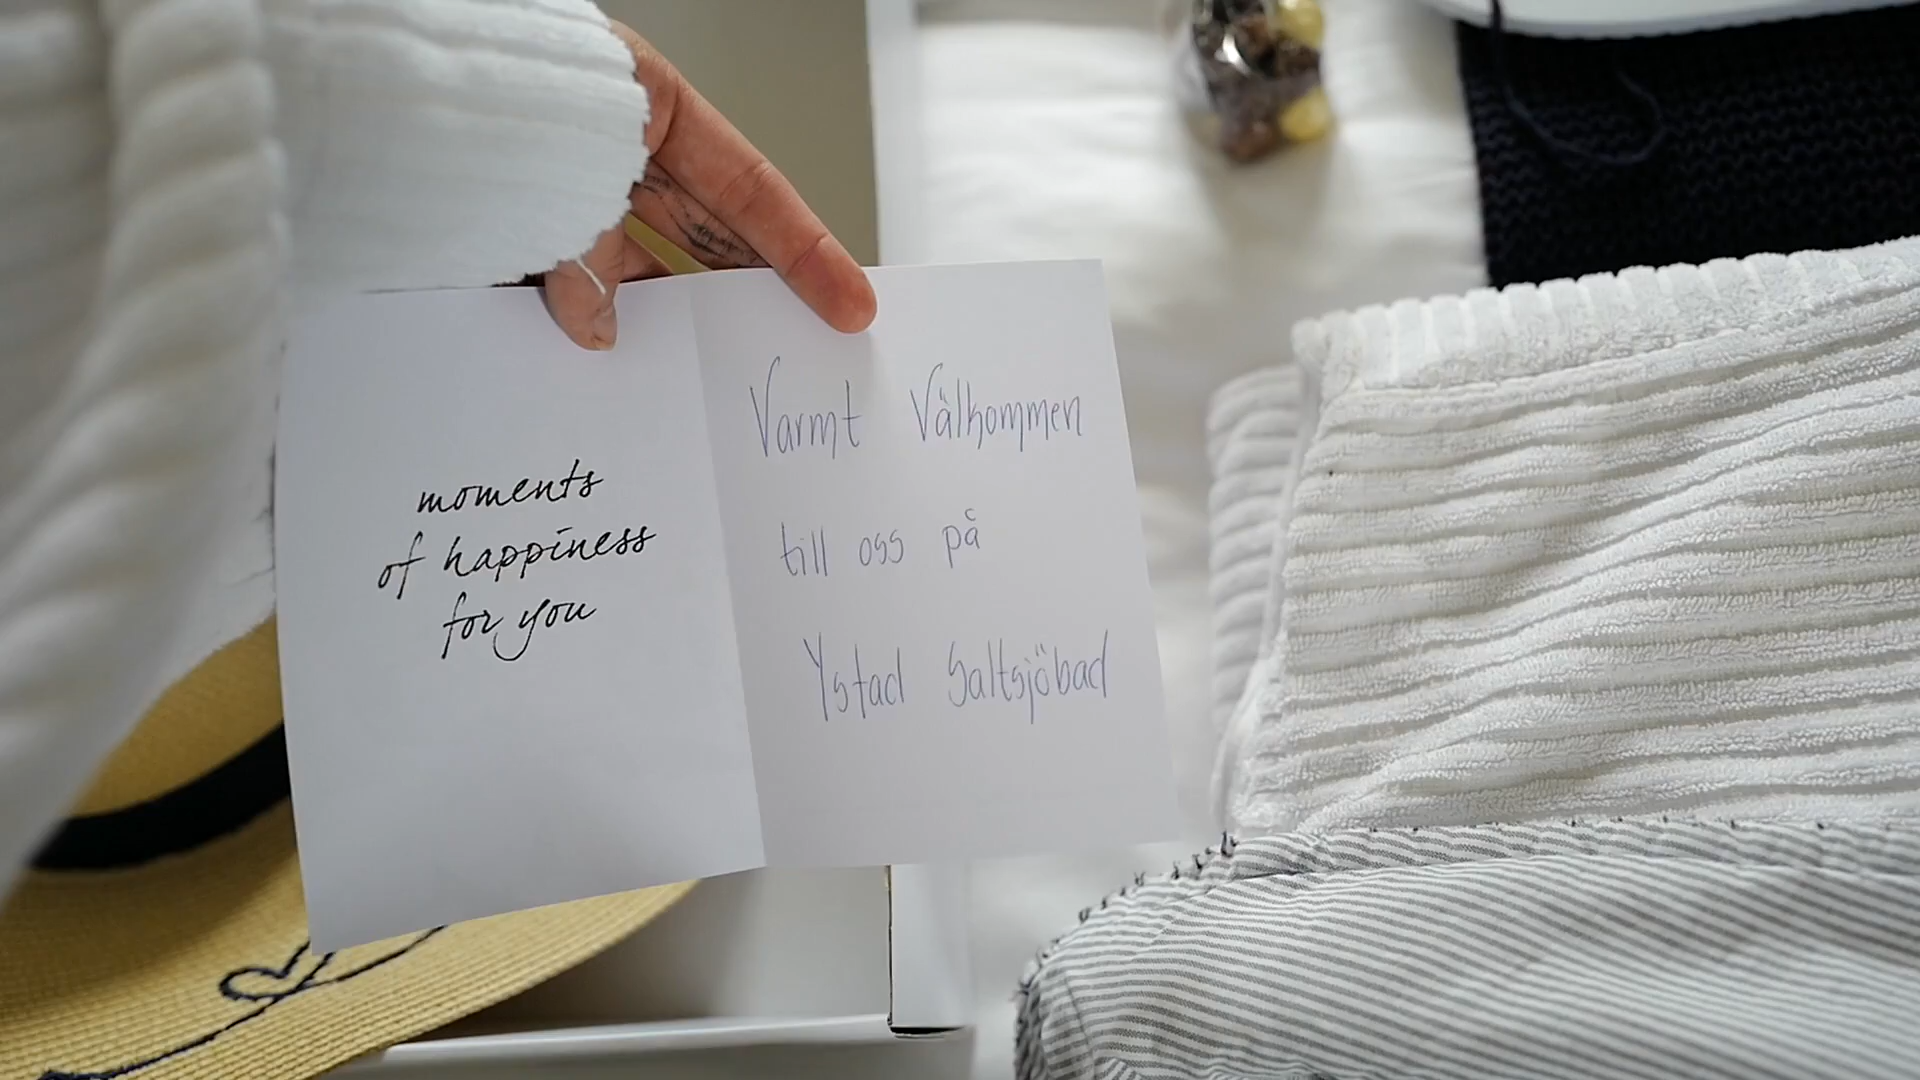 moments
of happiness
for you
Varmt Välkommen
till oss på
Ystad Saltsjöbad